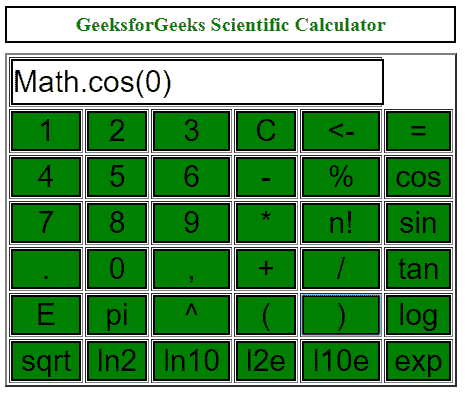 GeeksforGeeks Scientific Calculator
Math.cos(0)
1 2 3 C <- =
4 5 6 - % cos
7 8 9 * n! sin
. 0 , + / tan
E pi ^ ( ) log
sqrt ln2 ln10 l2e l10e exp